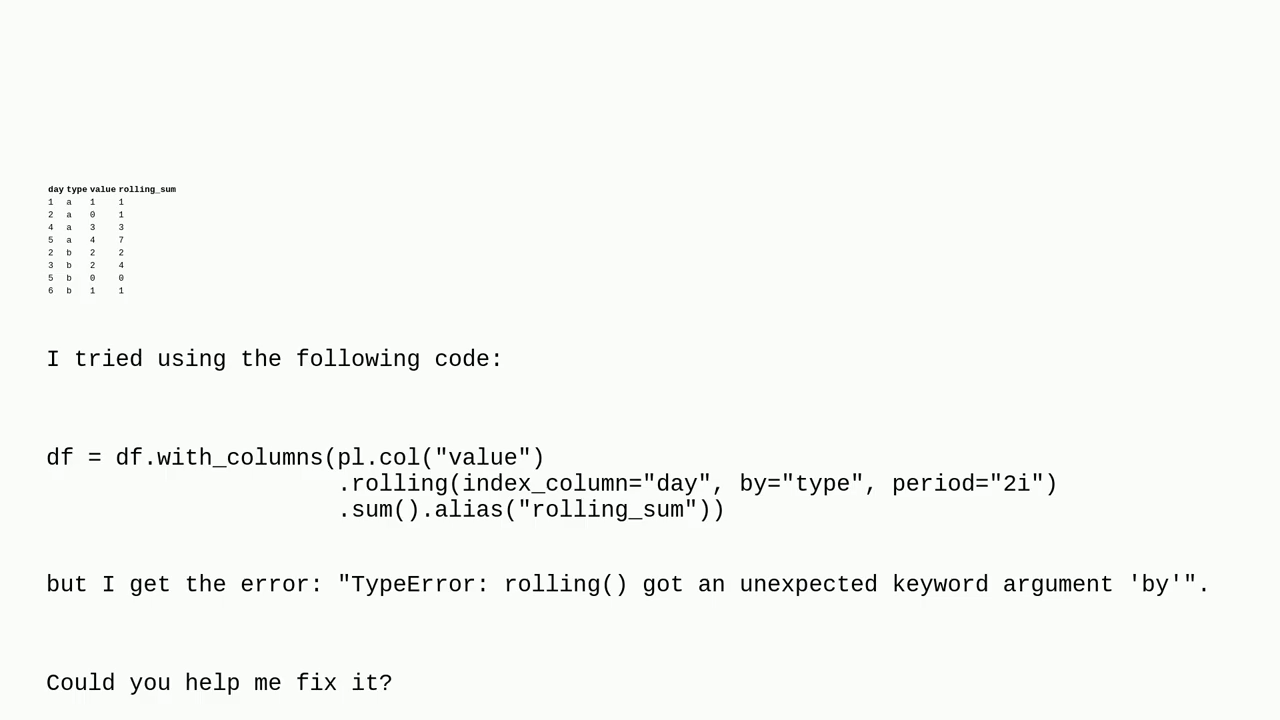 day type value rolling_sum
1 a 1 1
2 a 0 1
4 a 3 3
5 a 4 7
2 b 2 2
3 b 2 4
5 b 0 0
6 b 1 1
I tried using the following code:
df = df.with_columns(pl.col("value")
.rolling(index_column="day", by="type", period="2i")
.sum().alias("rolling_sum"))
but I get the error: "TypeError: rolling() got an unexpected keyword argument 'by'".
Could you help me fix it?